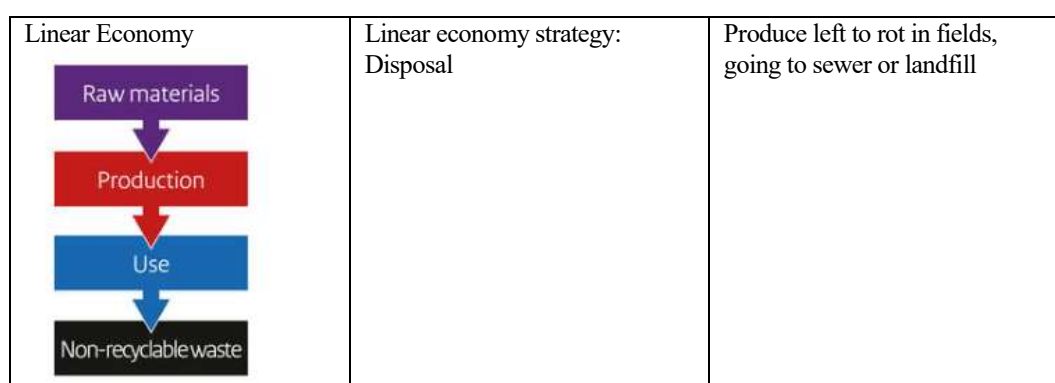 Linear Economy
Raw materials
Production
Use
Non-recyclable waste
Linear economy strategy:
Disposal
Produce left to rot in fields,
going to sewer or landfill